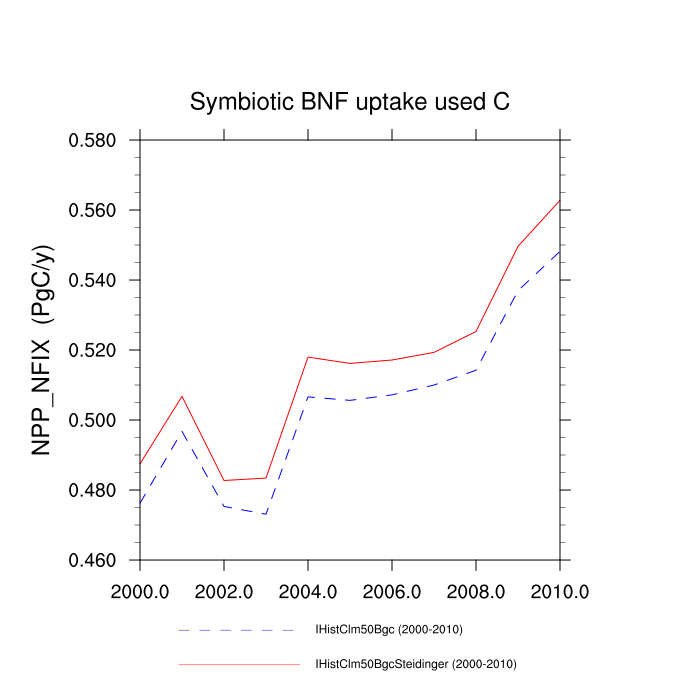 Symbiotic BNF uptake used C
NPP_NFIX (PgC/y)
0.580
0.560
0.540
0.520
0.500
0.480
0.460
2000.0 2002.0 2004.0 2006.0 2008.0 2010.0
IHistClm50Bgc (2000-2010)
IHistClm50BgcSteidinger (2000-2010)